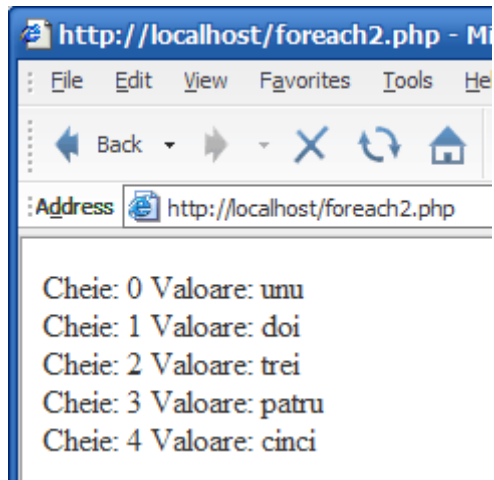 http://localhost/foreach2.php - Mi
File Edit View Favorites Tools Hel
Back
Address http://localhost/foreach2.php
Cheie: 0 Valoare: unu
Cheie: 1 Valoare: doi
Cheie: 2 Valoare: trei
Cheie: 3 Valoare: patru
Cheie: 4 Valoare: cinci